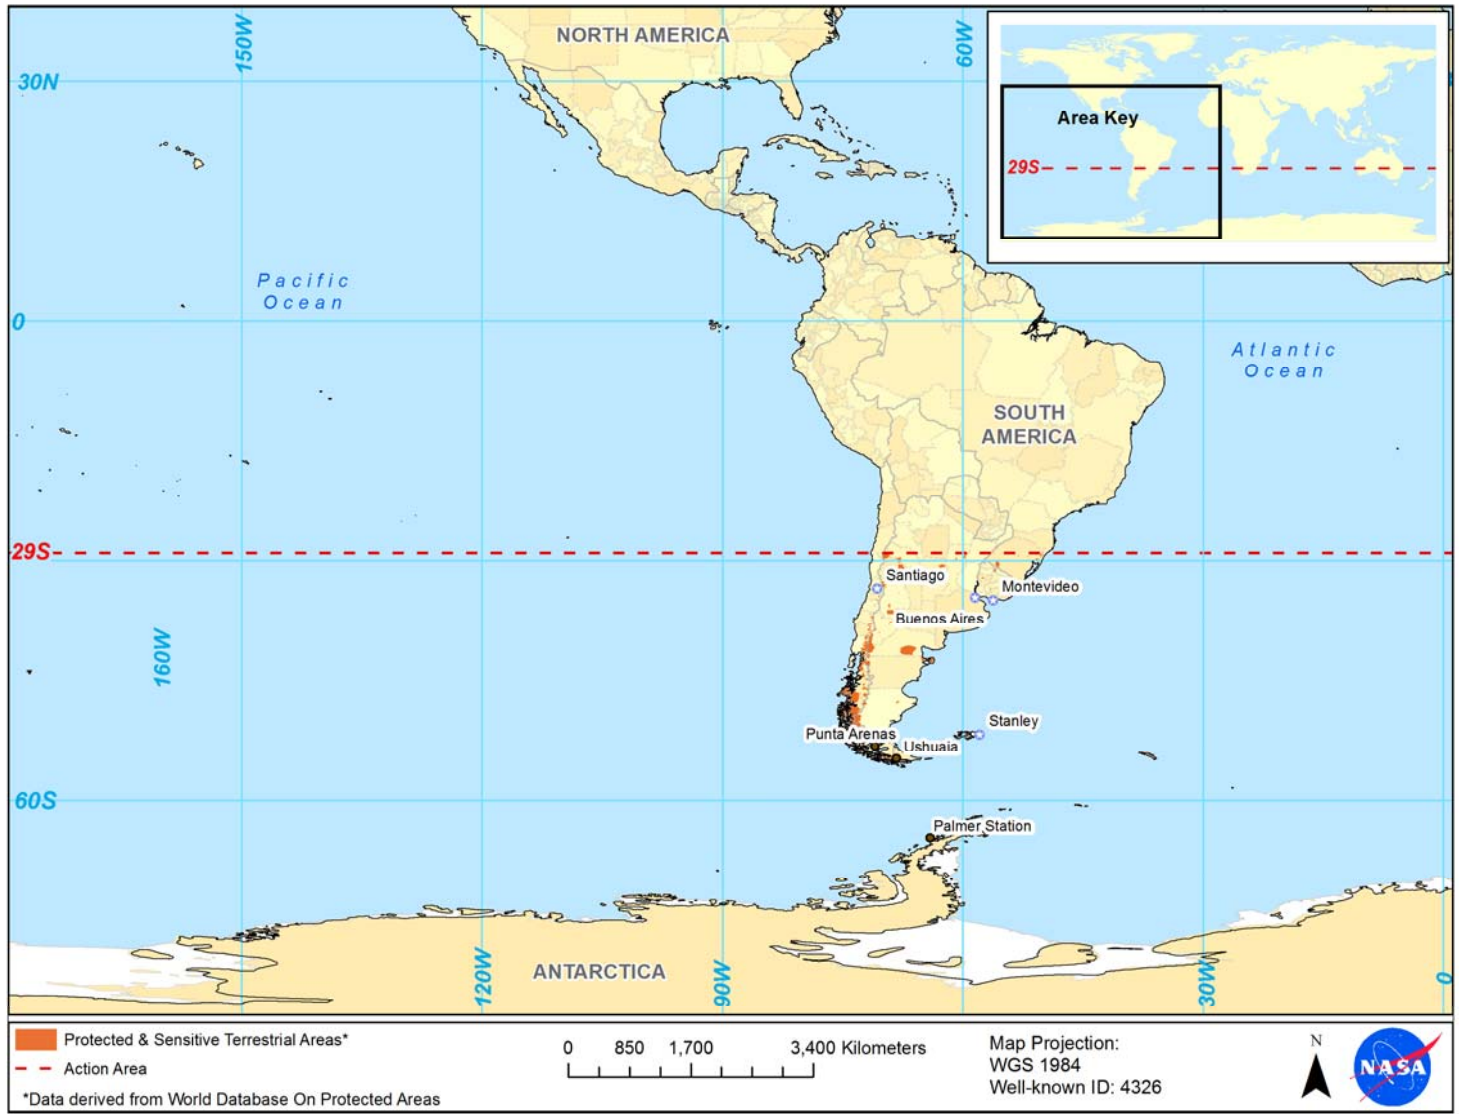 NORTH AMERICA
150W
60W
30N
Area Key
29S
Pacific
Ocean
0
Atlantic
Ocean
SOUTH
AMERICA
29S
Santiago
Montevideo
Buenos Aires
160W
Stanley
Punta Arenas
Ushuaia
60S
Palmer Station
120W
90W
30W
0
ANTARCTICA
Protected & Sensitive Terrestrial Areas*
Action Area
*Data derived from World Database On Protected Areas
0 850 1,700 3,400 Kilometers
Map Projection:
WGS 1984
Well-known ID: 4326
N
NASA